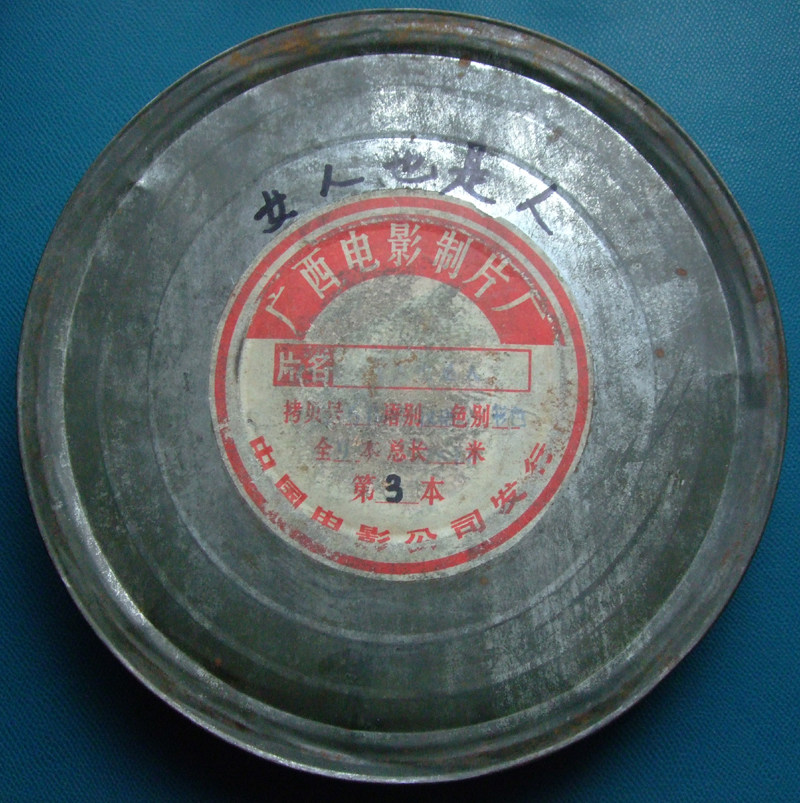 女人也是人
广西电影制片厂
片名
拷贝号 语别 色别
全 本 总长 米
第3本
中国电影公司发行